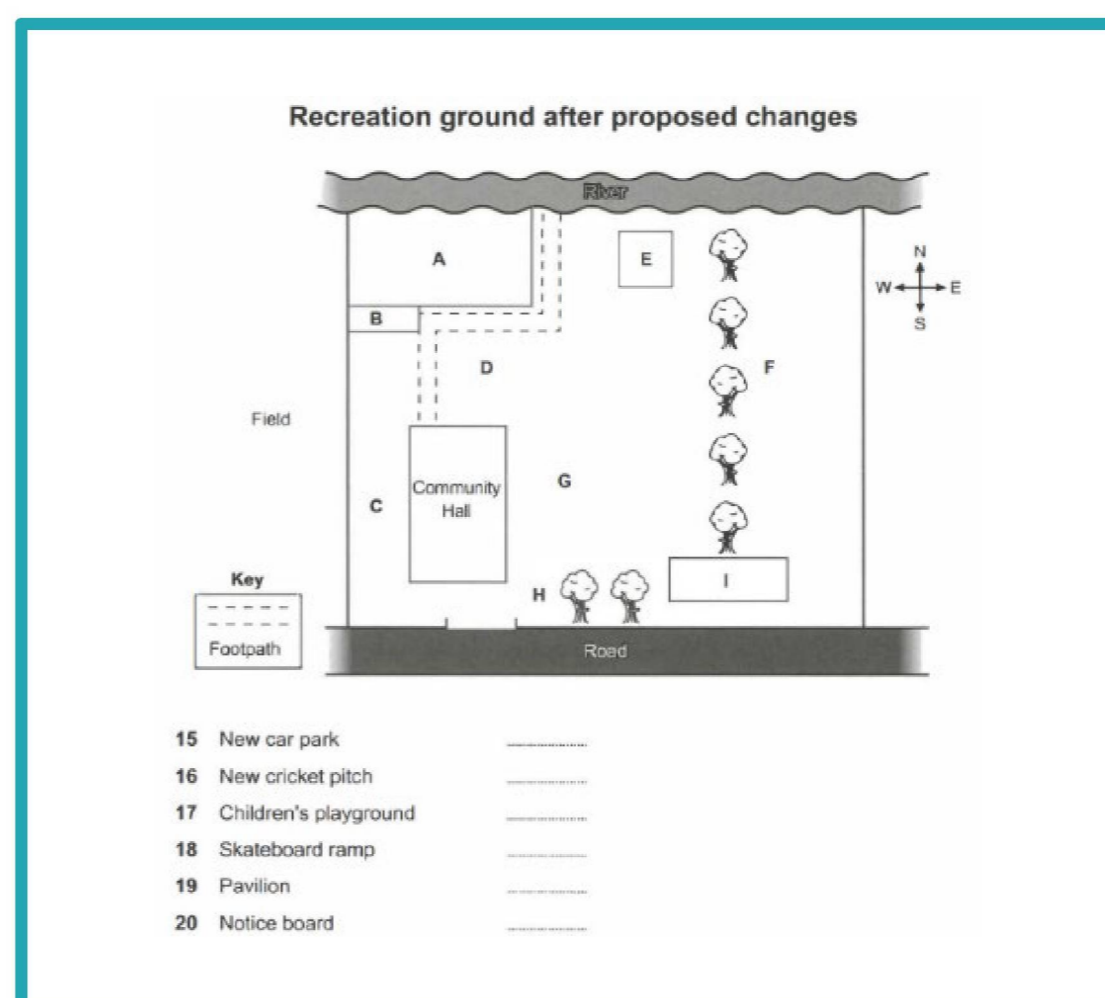 Recreation ground after proposed changes
River
A
E
N
W E
S
B
D
F
Field
Community
Hall
G
C
Key
Footpath
H
I
Road
15 New car park ....................
16 New cricket pitch ....................
17 Children's playground ....................
18 Skateboard ramp ....................
19 Pavilion ....................
20 Notice board ....................